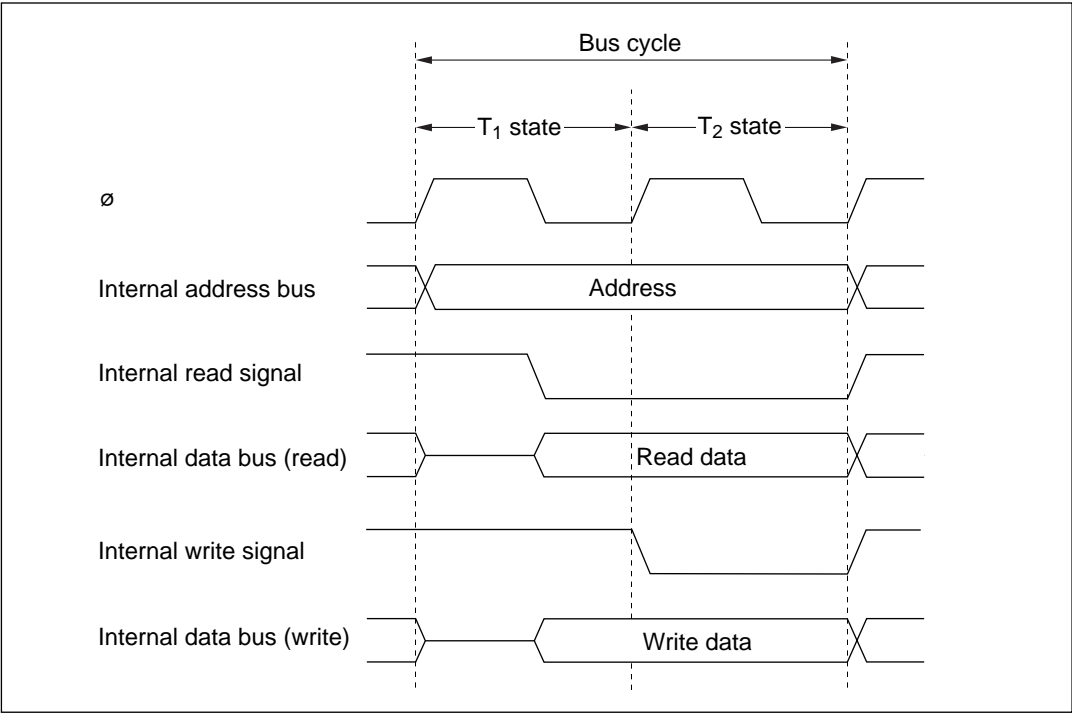 Bus cycle
T1 state
T2 state
ø
Internal address bus
Address
Internal read signal
Internal data bus (read)
Read data
Internal write signal
Internal data bus (write)
Write data